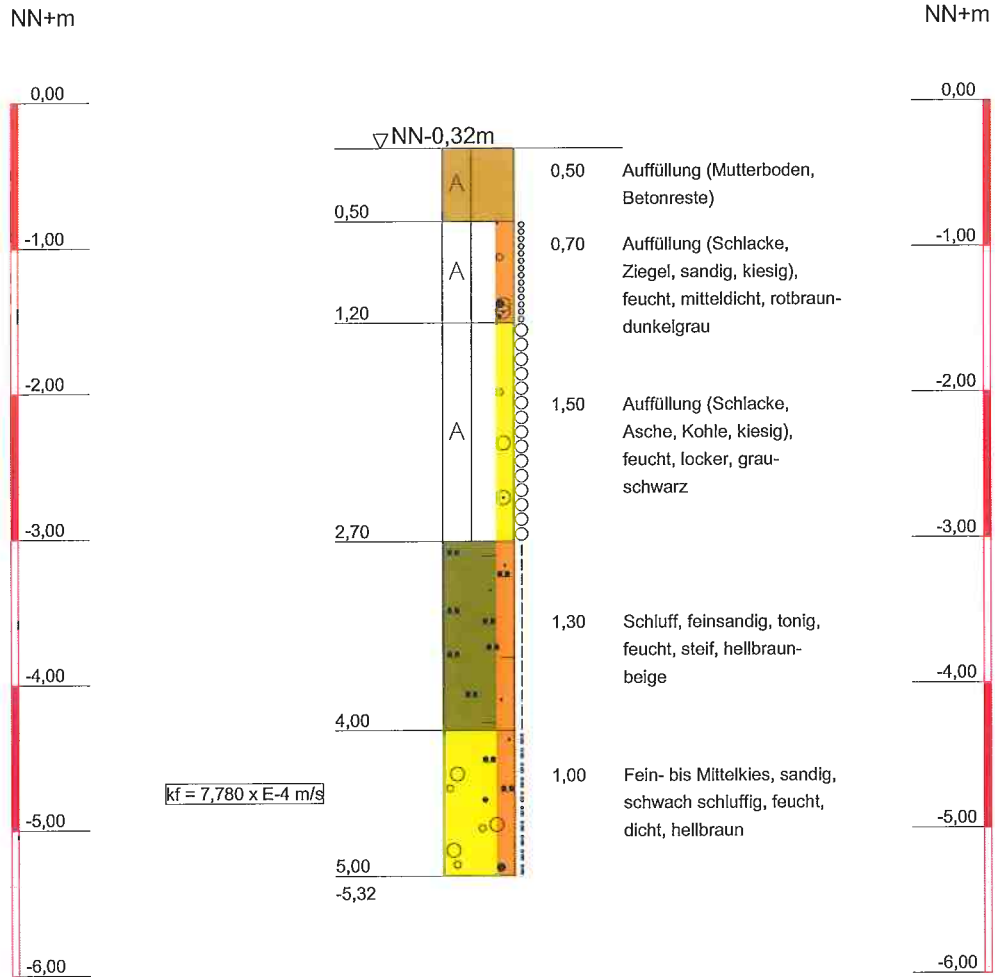 NN+m
NN+m
0,00
0,00
NN-0,32m
A
0,50
Auffüllung (Mutterboden,
Betonreste)
0,50
-1,00
-1,00
A
0,70
Auffüllung (Schlacke,
Ziegel, sandig, kiesig),
feucht, mitteldicht, rotbraun-
dunkelgrau
1,20
-2,00
-2,00
A
1,50
Auffüllung (Schlacke,
Asche, Kohle, kiesig),
feucht, locker, grau-
schwarz
-3,00
-3,00
2,70
1,30
Schluff, feinsandig, tonig,
feucht, steif, hellbraun-
beige
-4,00
-4,00
4,00
1,00
Fein- bis Mittelkies, sandig,
schwach schluffig, feucht,
dicht, hellbraun
kf = 7,780 x E-4 m/s
-5,00
-5,00
5,00
-5,32
-6,00
-6,00